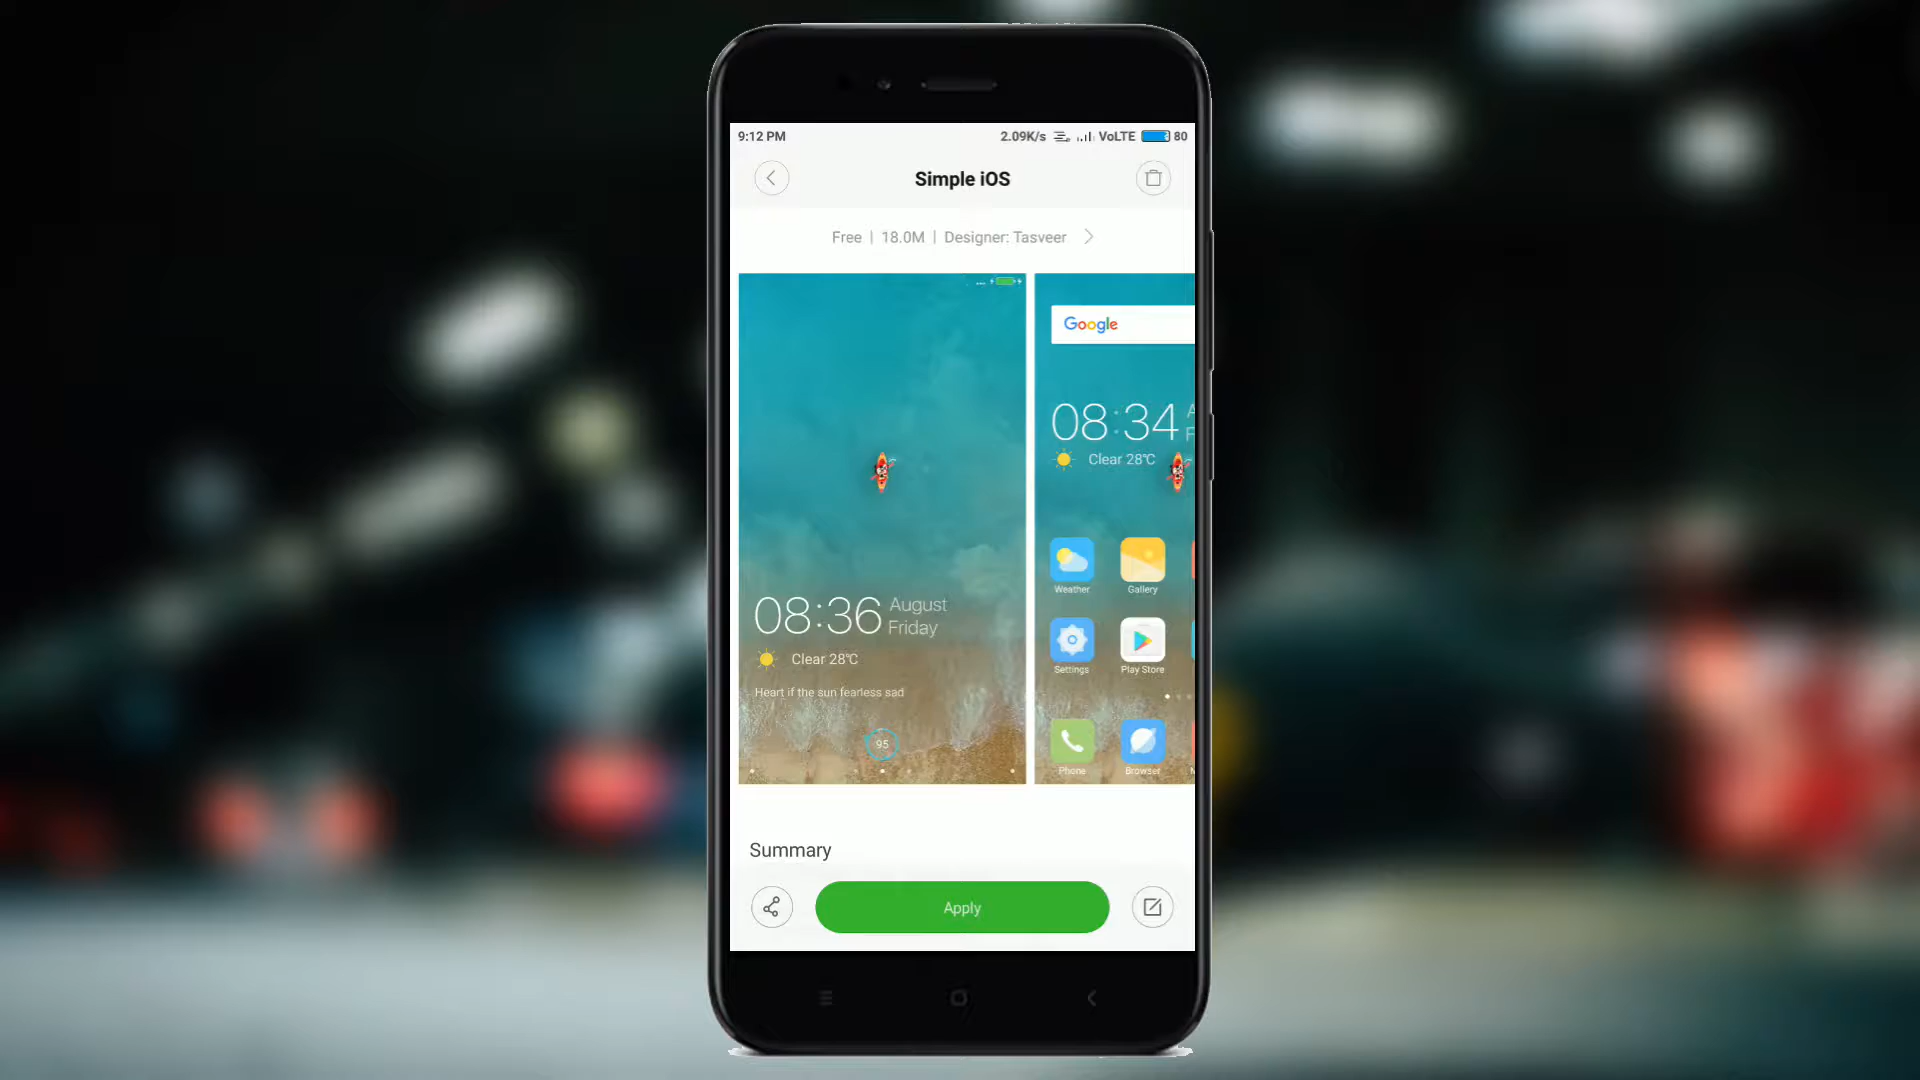 9:12 PM
2.09K/s VoLTE 80
Simple iOS
Free | 18.0M | Designer: Tasveer
Google
08:34
Clear 28℃
Weather Gallery
08:36 August
Friday
Clear 28℃
Settings Play Store
Heart if the sun fearless sad
95
Phone Browser
Summary
Apply